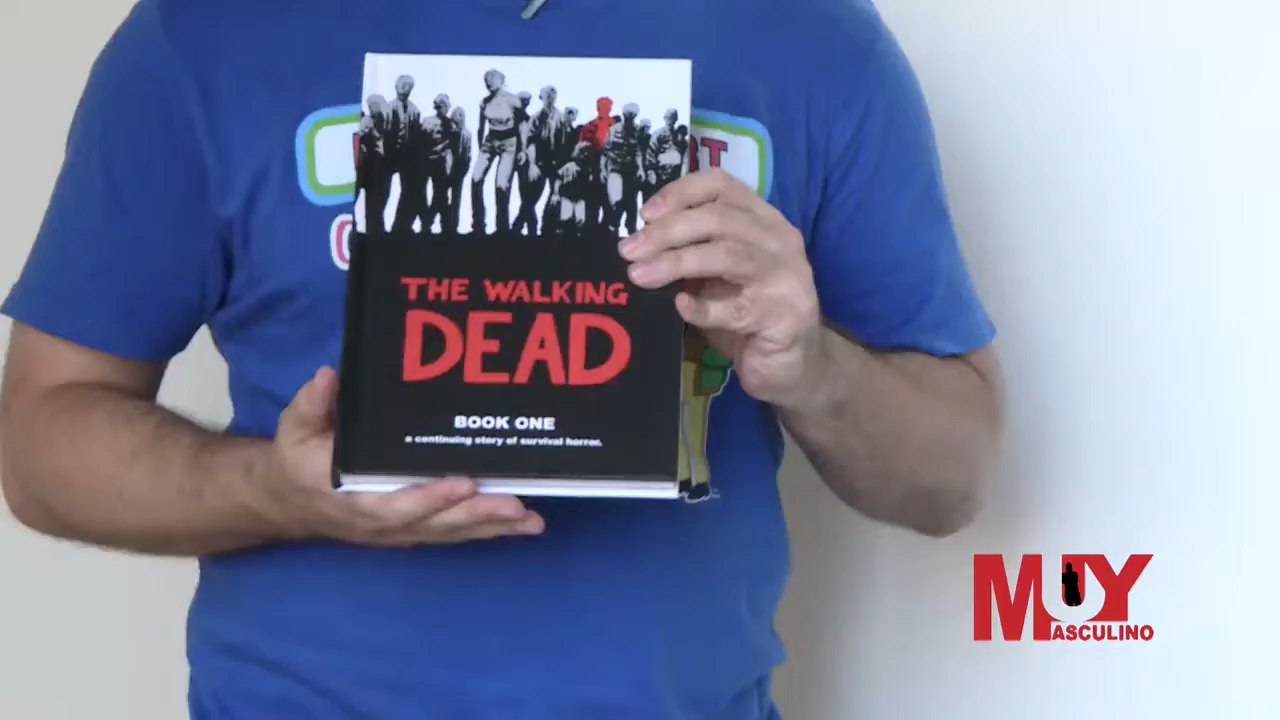 THE WALKING
DEAD
BOOK ONE
a continuing story of survival horror.
MUY
MASCULINO